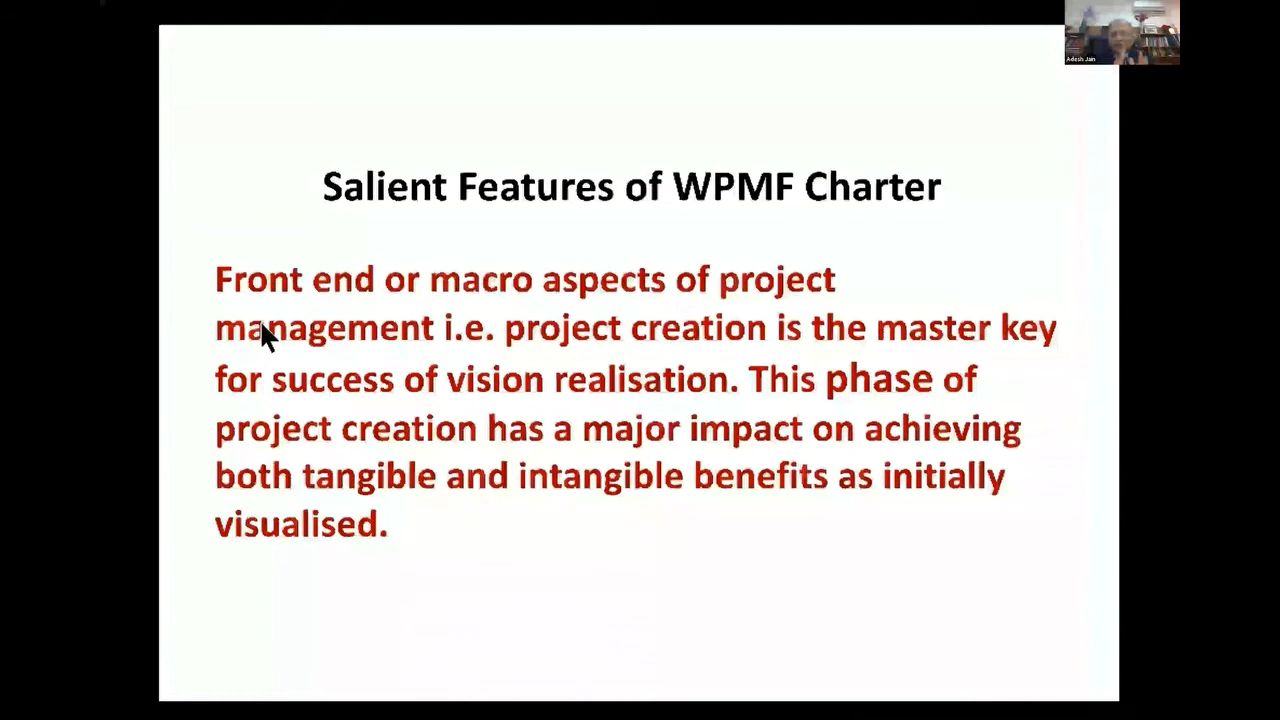 Adesh Jain
Salient Features of WPMF Charter
Front end or macro aspects of project
management i.e. project creation is the master key
for success of vision realisation. This phase of
project creation has a major impact on achieving
both tangible and intangible benefits as initially
visualised.